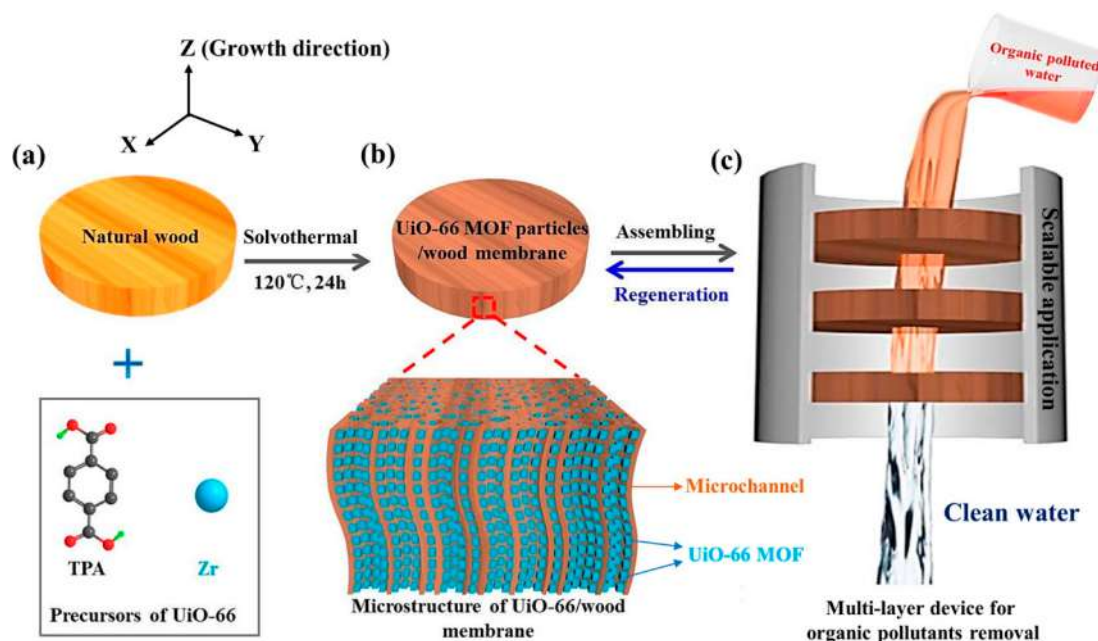 Z (Growth direction)
X
Y
(a)
Natural wood
Solvothermal
120℃, 24h
TPA
Zr
Precursors of UiO-66
(b)
UiO-66 MOF particles
/wood membrane
Assembling
Regeneration
Microchannel
UiO-66 MOF
Microstructure of UiO-66/wood
membrane
(c)
Organic polluted
water
Scalable application
Clean water
Multi-layer device for
organic pollutants removal